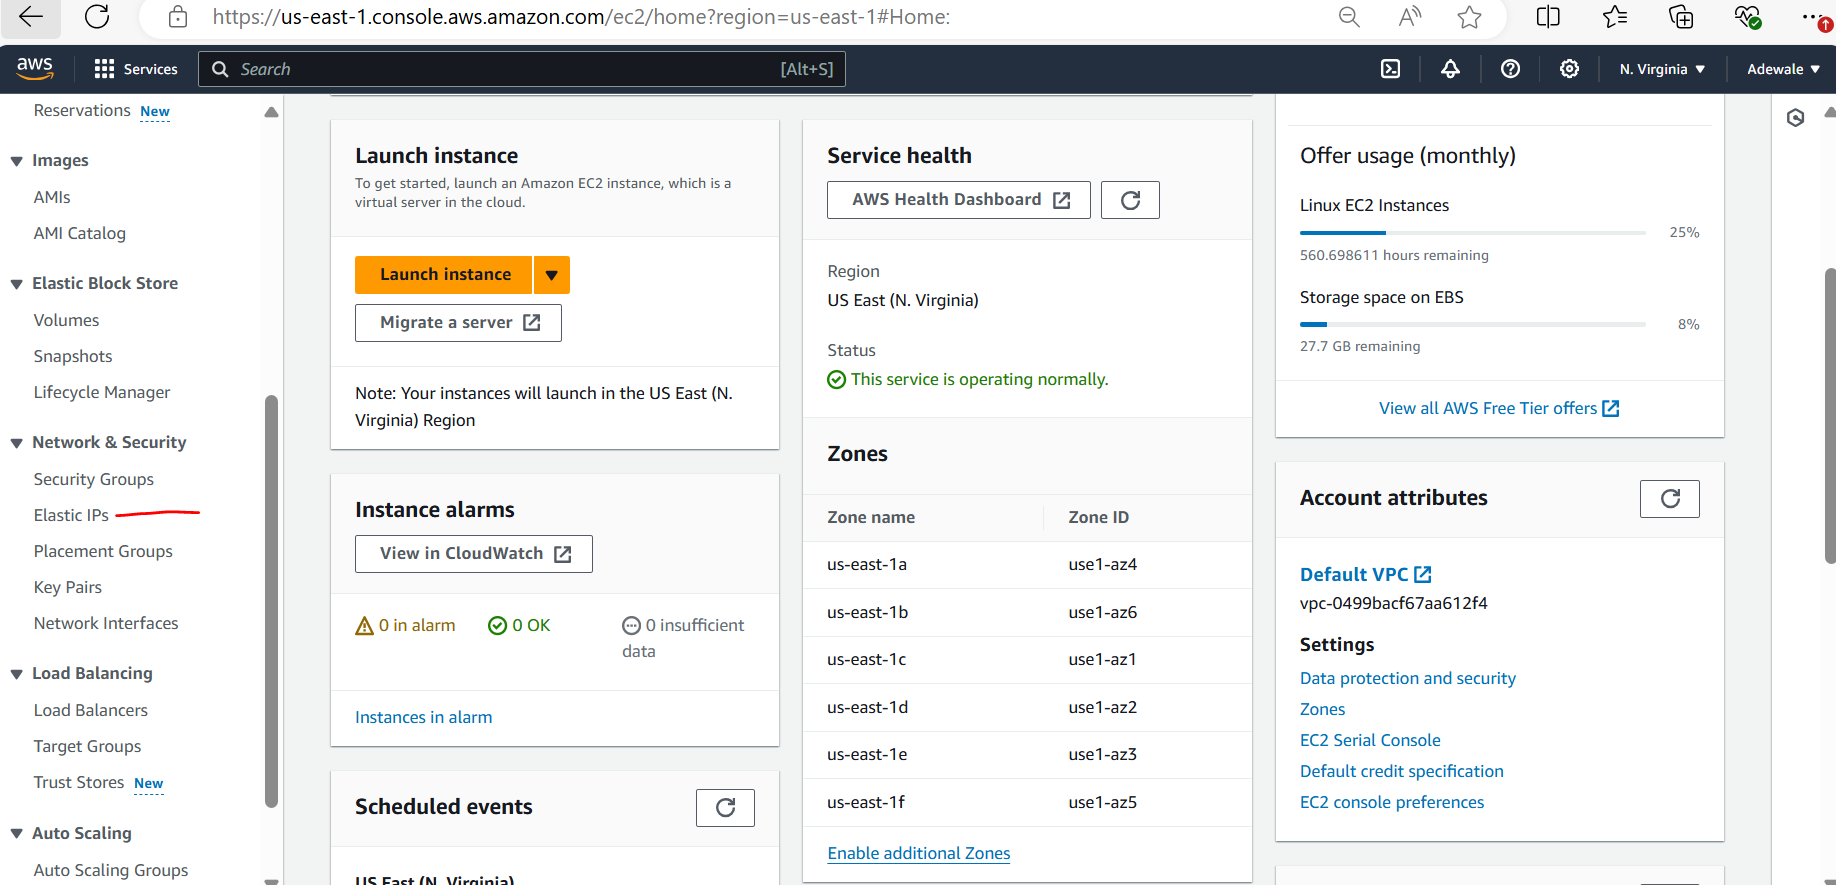 https://us-east-1.console.aws.amazon.com/ec2/home?region=us-east-1#Home:
aws
Services
Search
[Alt+S]
N. Virginia
Adewale
Reservations New
Images
AMIs
AMI Catalog
Elastic Block Store
Volumes
Snapshots
Lifecycle Manager
Network & Security
Security Groups
Elastic IPs
Placement Groups
Key Pairs
Network Interfaces
Load Balancing
Load Balancers
Target Groups
Trust Stores New
Auto Scaling
Auto Scaling Groups
Launch instance
To get started, launch an Amazon EC2 instance, which is a
virtual server in the cloud.
Launch instance
Migrate a server
Note: Your instances will launch in the US East (N.
Virginia) Region
Instance alarms
View in CloudWatch
0 in alarm
0 OK
0 insufficient
data
Instances in alarm
Scheduled events
US East (N. Virginia)
Service health
AWS Health Dashboard
Region
US East (N. Virginia)
Status
This service is operating normally.
Zones
Zone name Zone ID
us-east-1a use1-az4
us-east-1b use1-az6
us-east-1c use1-az1
us-east-1d use1-az2
us-east-1e use1-az3
us-east-1f use1-az5
Enable additional Zones
Offer usage (monthly)
Linux EC2 Instances
25%
560.698611 hours remaining
Storage space on EBS
8%
27.7 GB remaining
View all AWS Free Tier offers
Account attributes
Default VPC
vpc-0499bacf67aa612f4
Settings
Data protection and security
Zones
EC2 Serial Console
Default credit specification
EC2 console preferences